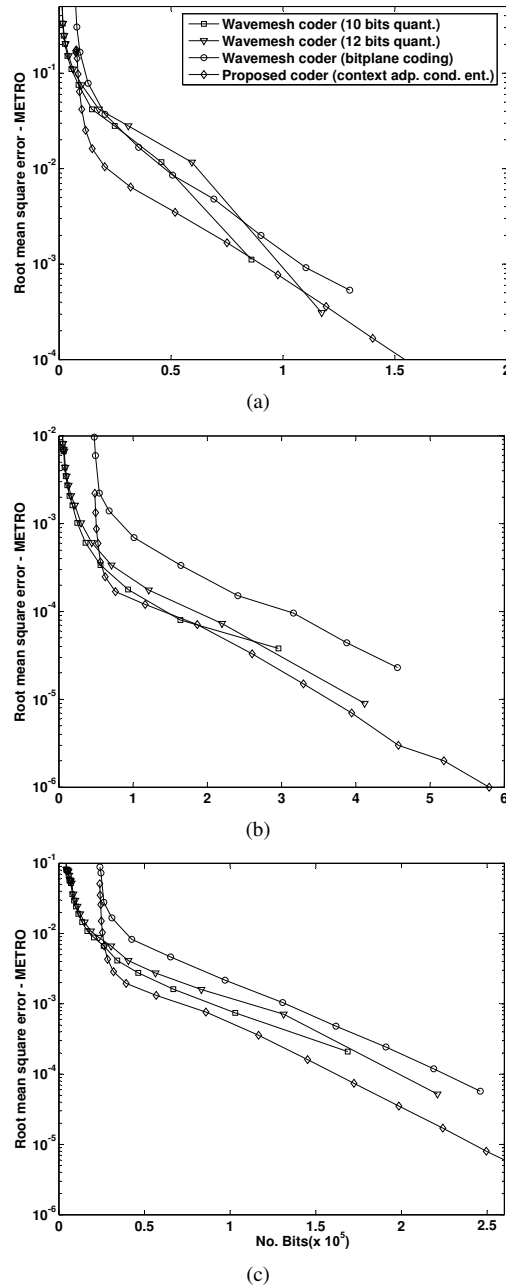 Wavemesh coder (10 bits quant.)
Wavemesh coder (12 bits quant.)
Wavemesh coder (bitplane coding)
Proposed coder (context adp. cond. ent.)
Root mean square error - METRO
10^-1
10^-2
10^-3
10^-4
0 0.5 1 1.5 2
(a)
Root mean square error - METRO
10^-2
10^-3
10^-4
10^-5
10^-6
0 1 2 3 4 5 6
(b)
Root mean square error - METRO
10^-1
10^-2
10^-3
10^-4
10^-5
10^-6
0 0.5 1 1.5 2 2.5
No. Bits(x 10^5)
(c)